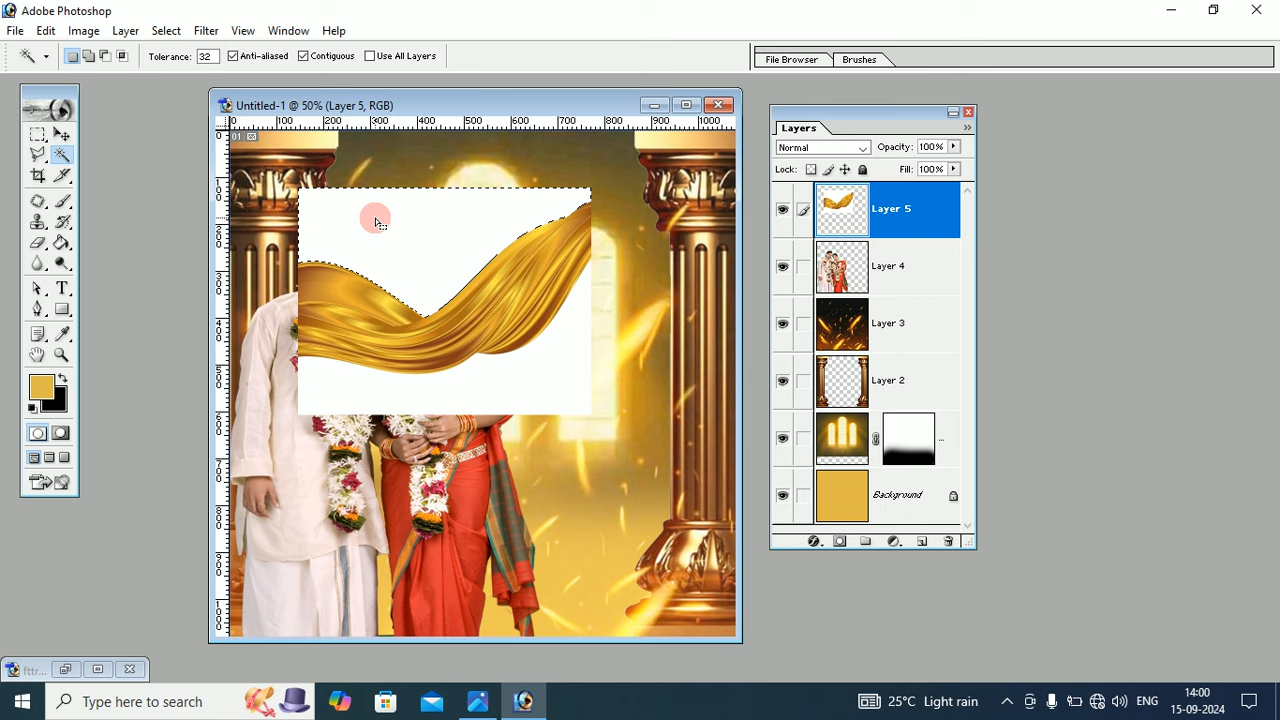 Adobe Photoshop
File Edit Image Layer Select Filter View Window Help
Tolerance: 32 Anti-aliased Contiguous Use All Layers
File Browser Brushes
Untitled-1 @ 50% (Layer 5, RGB)
0 100 200 300 400 500 600 700 800 900 1000
01
Layers
Normal Opacity: 100%
Lock: Fill: 100%
Layer 5
Layer 4
Layer 3
Layer 2
...
Background
T
fttr...
Type here to search
25°C Light rain
ENG
14:00
15-09-2024